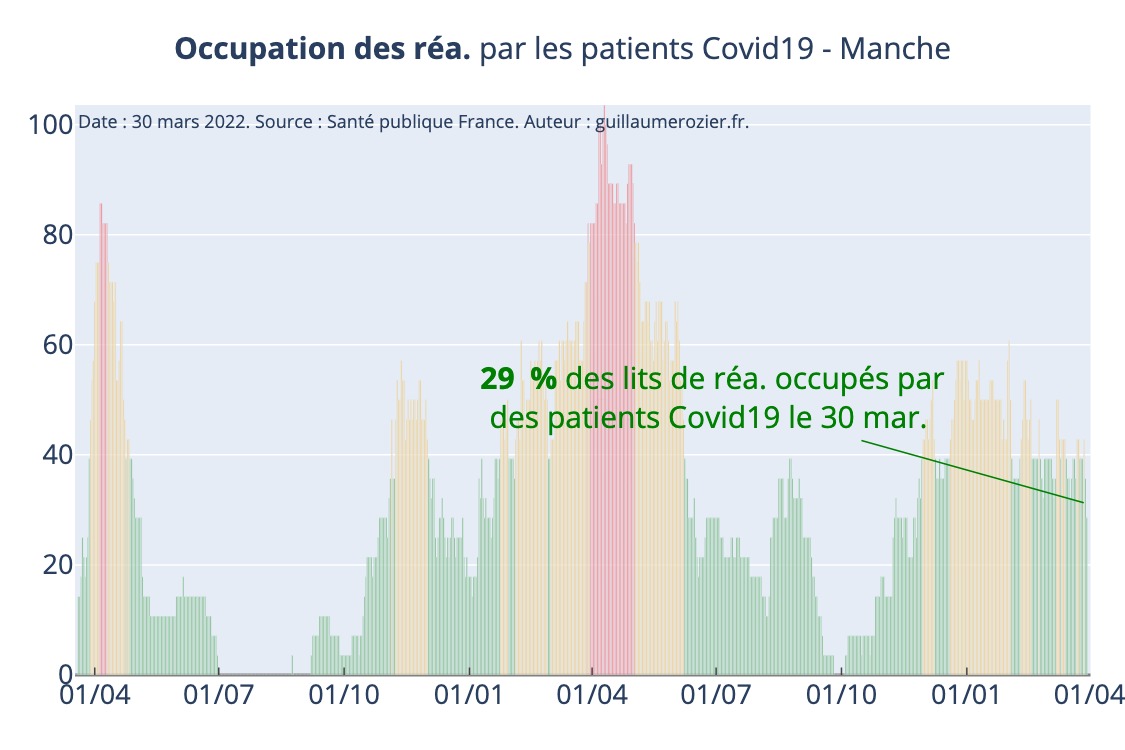 Occupation des réa. par les patients Covid19 - Manche
Date : 30 mars 2022. Source : Santé publique France. Auteur : guillaumerozier.fr.
100
80
60
40
20
0
29 % des lits de réa. occupés par
des patients Covid19 le 30 mar.
01/04 01/07 01/10 01/01 01/04 01/07 01/10 01/01 01/04